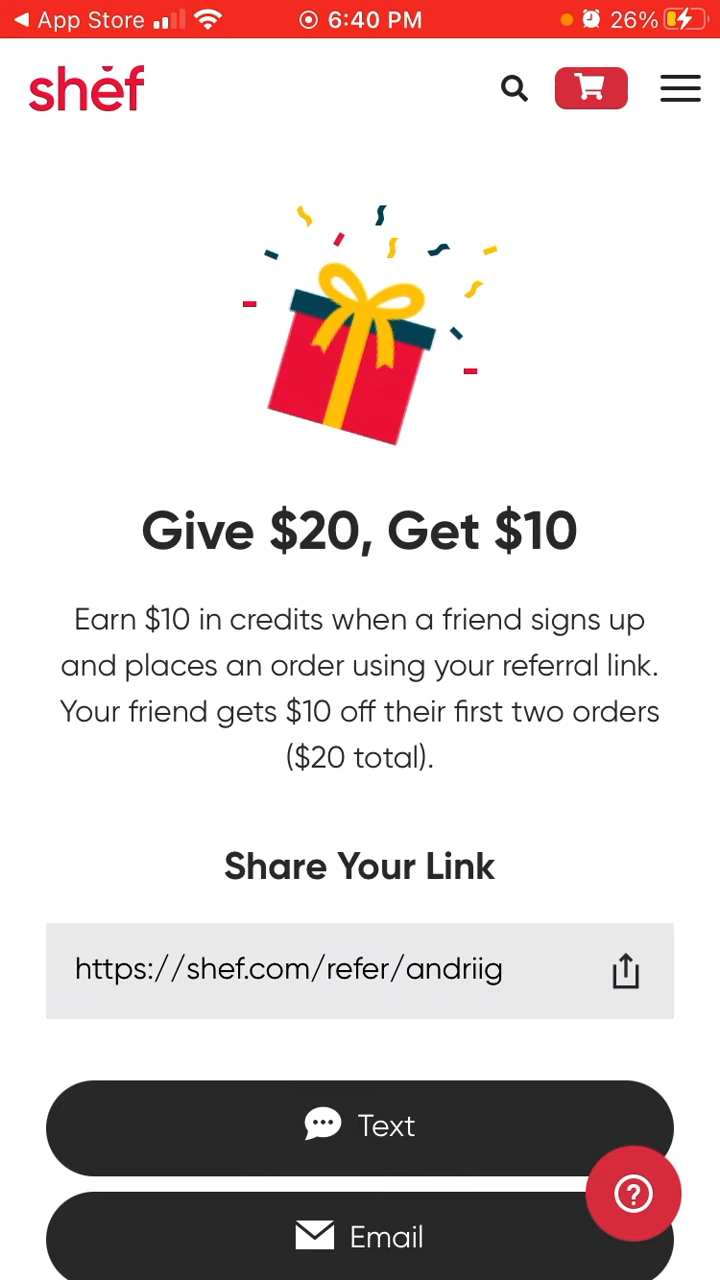 App Store 6:40 PM 26%
shef
Give $20, Get $10
Earn $10 in credits when a friend signs up
and places an order using your referral link.
Your friend gets $10 off their first two orders
($20 total).
Share Your Link
https://shef.com/refer/andriig
Text
?
Email